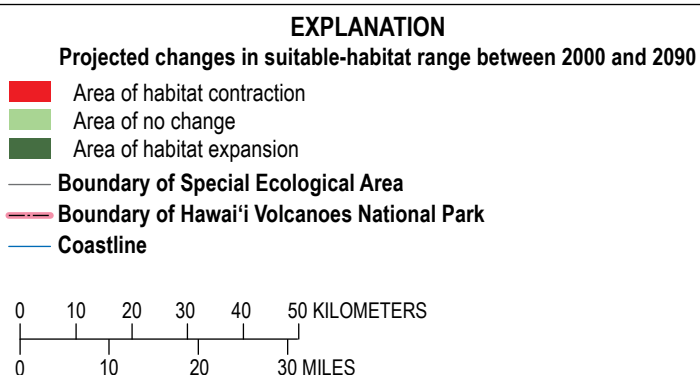 EXPLANATION
Projected changes in suitable-habitat range between 2000 and 2090
Area of habitat contraction
Area of no change
Area of habitat expansion
Boundary of Special Ecological Area
Boundary of Hawai‘i Volcanoes National Park
Coastline
0 10 20 30 40 50 KILOMETERS
0 10 20 30 MILES